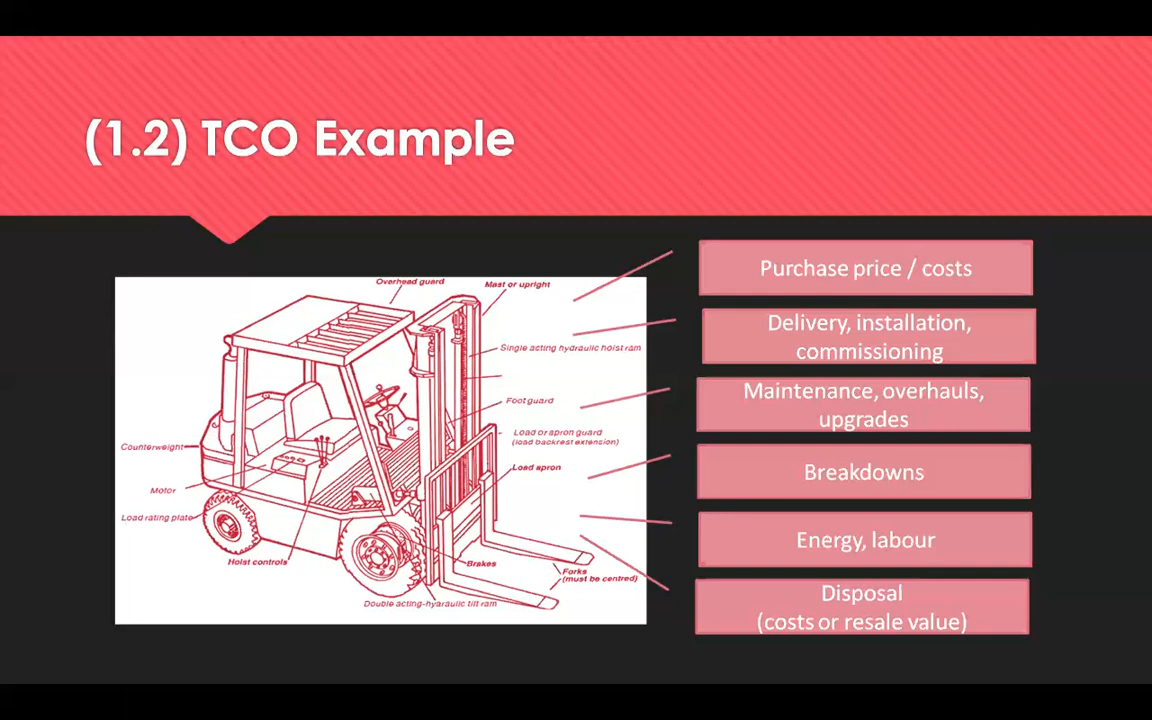 (1.2) TCO Example
Overhead guard
Mast or upright
Single acting hydraulic hoist ram
Foot guard
Load or apron guard
(load backrest extension)
Load apron
Counterweight
Motor
Load rating plate
Hoist controls
Brakes
Forks
(must be centred)
Double acting-hydraulic tilt ram
Purchase price / costs
Delivery, installation,
commissioning
Maintenance, overhauls,
upgrades
Breakdowns
Energy, labour
Disposal
(costs or resale value)